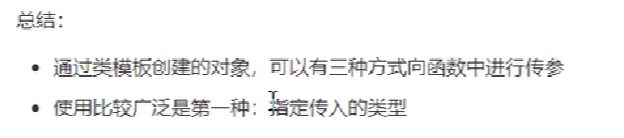 总结：
通过类模板创建的对象，可以有三种方式向函数中进行传参
使用比较广泛是第一种：指定传入的类型